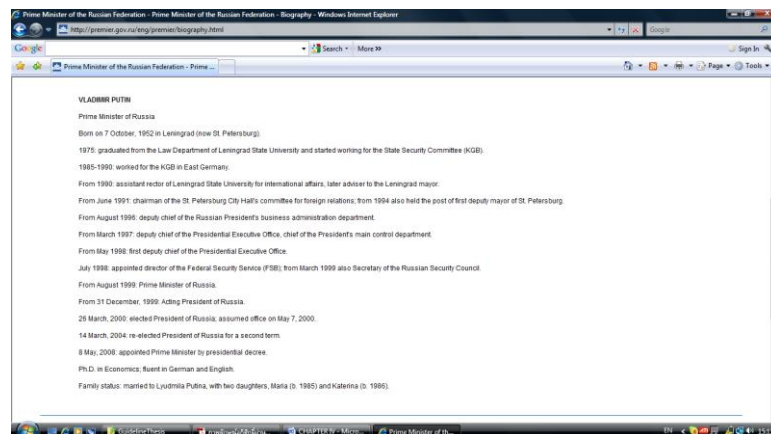 Prime Minister of the Russian Federation - Prime Minister of the Russian Federation - Biography - Windows Internet Explorer
http://premier.gov.ru/eng/premier/biography.html
Google
Google
Search
More »
Sign In
Prime Minister of the Russian Federation - Prime ...
Page
Tools
VLADIMIR PUTIN
Prime Minister of Russia
Born on 7 October, 1952 in Leningrad (now St. Petersburg).
1975: graduated from the Law Department of Leningrad State University and started working for the State Security Committee (KGB).
1985-1990: worked for the KGB in East Germany.
From 1990: assistant rector of Leningrad State University for international affairs, later adviser to the Leningrad mayor.
From June 1991: chairman of the St. Petersburg City Hall's committee for foreign relations; from 1994 also held the post of first deputy mayor of St. Petersburg.
From August 1996: deputy chief of the Russian President's business administration department.
From March 1997: deputy chief of the Presidential Executive Office, chief of the President's main control department.
From May 1998: first deputy chief of the Presidential Executive Office.
July 1998: appointed director of the Federal Security Service (FSB); from March 1999 also Secretary of the Russian Security Council.
From August 1999: Prime Minister of Russia.
From 31 December, 1999: Acting President of Russia.
26 March, 2000: elected President of Russia; assumed office on May 7, 2000.
14 March, 2004: re-elected President of Russia for a second term.
8 May, 2008: appointed Prime Minister by presidential decree.
Ph.D. in Economics; fluent in German and English.
Family status: married to Lyudmila Putina, with two daughters, Maria (b. 1985) and Katerina (b. 1986).
GuidelineThesis
CHAPTER IV - Micro...
Prime Minister of th...
EN